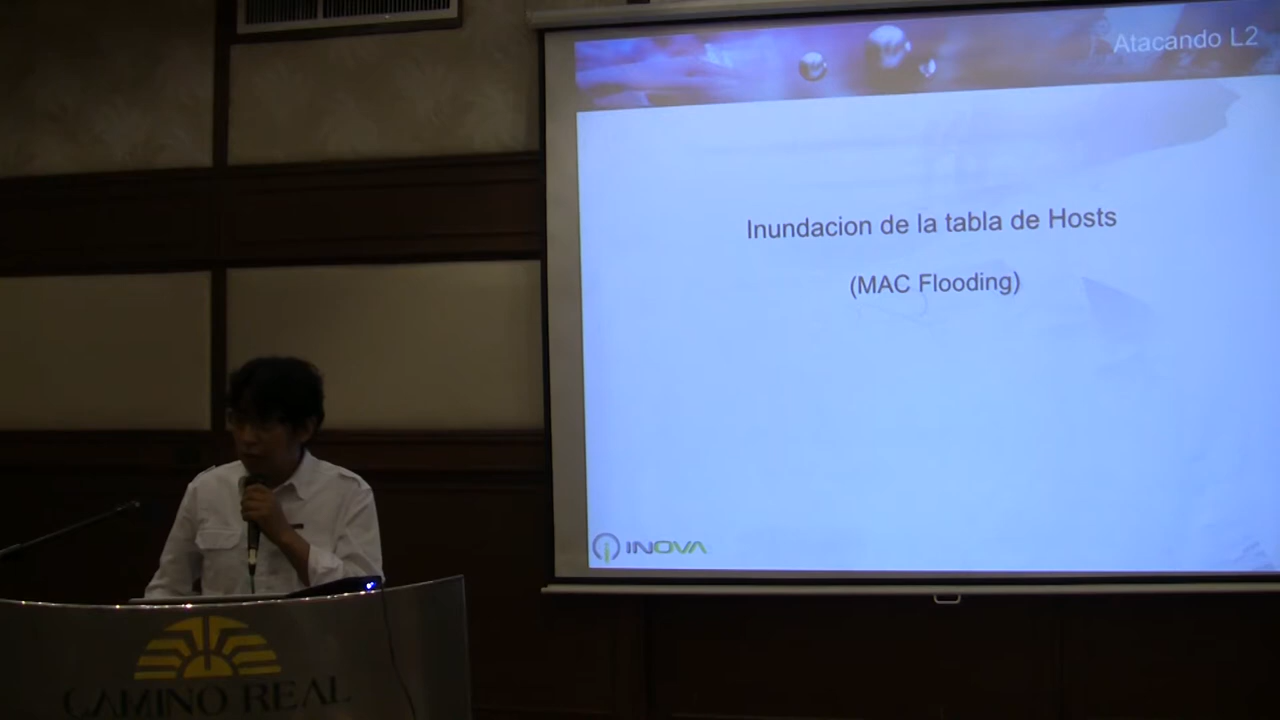 Atacando L2
Inundacion de la tabla de Hosts
(MAC Flooding)
INOVA
CAMINO REAL